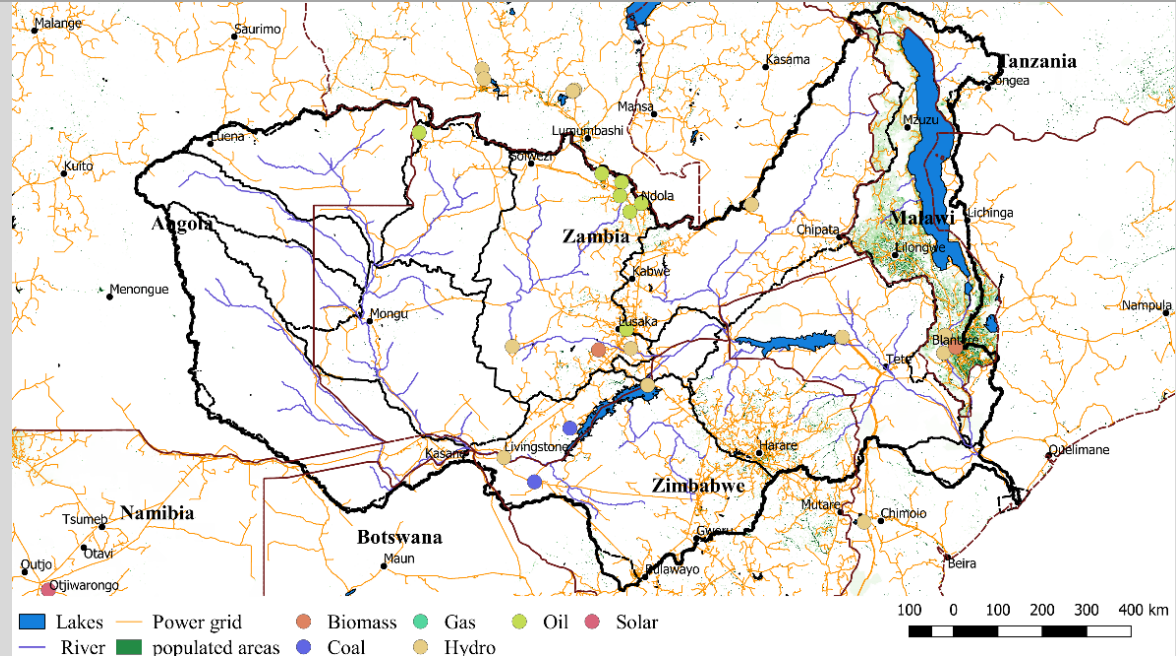 Malange
Saurimo
Kasama
Tanzania
Songea
Mansa
Lumumbashi
Mzuzu
Luena
Solwezi
Kuito
Ndola
Angola
Zambia
Malawi
Lichinga
Chipata
Lilongwe
Kabwe
Menongue
Nampula
Mongu
Lusaka
Blantyre
Tete
Harare
Livingstone
Kasane
Quelimane
Zimbabwe
Mutare
Chimoio
Tsumeb
Namibia
Gweru
Botswana
Otavi
Maun
Beira
Outjo
Bulawayo
Otjiwarongo
Lakes Power grid Biomass Gas Oil Solar
River populated areas Coal Hydro
100 0 100 200 300 400 km